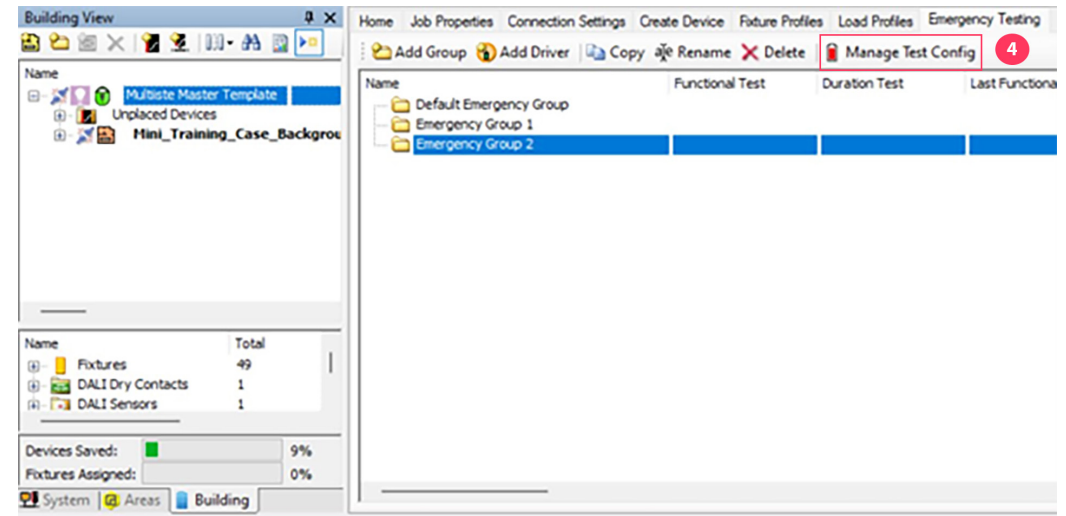 Building View
Home Job Properties Connection Settings Create Device Fixture Profiles Load Profiles Emergency Testing
Add Group Add Driver Copy Rename Delete Manage Test Config 4
Name
Multiste Master Template
Unplaced Devices
Mini_Training_Case_Backgrou
Name Functional Test Duration Test Last Functiona
Default Emergency Group
Emergency Group 1
Emergency Group 2
Name Total
Fixtures 49
DALI Dry Contacts 1
DALI Sensors 1
Devices Saved: 9%
Fixtures Assigned: 0%
System Areas Building